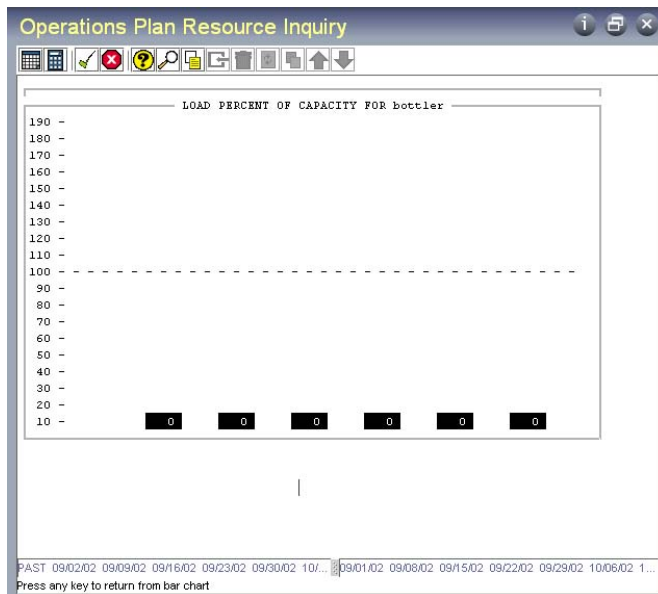 Operations Plan Resource Inquiry
LOAD PERCENT OF CAPACITY FOR bottler
190 -
180 -
170 -
160 -
150 -
140 -
130 -
120 -
110 -
100 - - - - - - - - - - - - - - - - - - - - - - - - - - - - -
90 -
80 -
70 -
60 -
50 -
40 -
30 -
20 -
10 - 0 0 0 0 0 0
PAST 09/02/02 09/09/02 09/16/02 09/23/02 09/30/02 10/... 09/01/02 09/08/02 09/15/02 09/22/02 09/29/02 10/06/02 1...
Press any key to return from bar chart